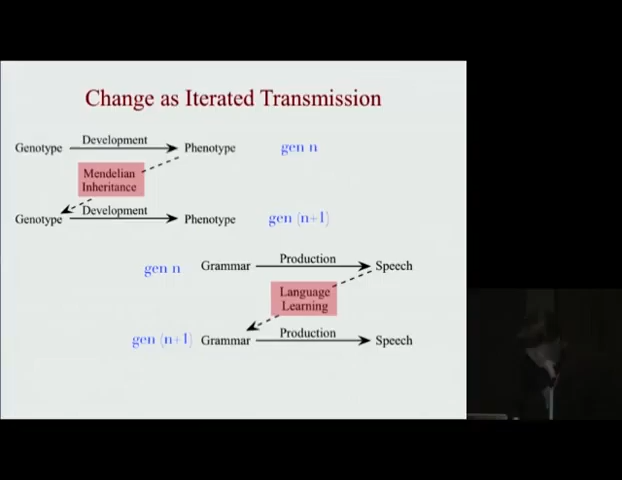 Change as Iterated Transmission
Genotype Development Phenotype gen n
Mendelian
Inheritance
Genotype Development Phenotype gen (n+1)
gen n Grammar Production Speech
Language
Learning
gen (n+1) Grammar Production Speech